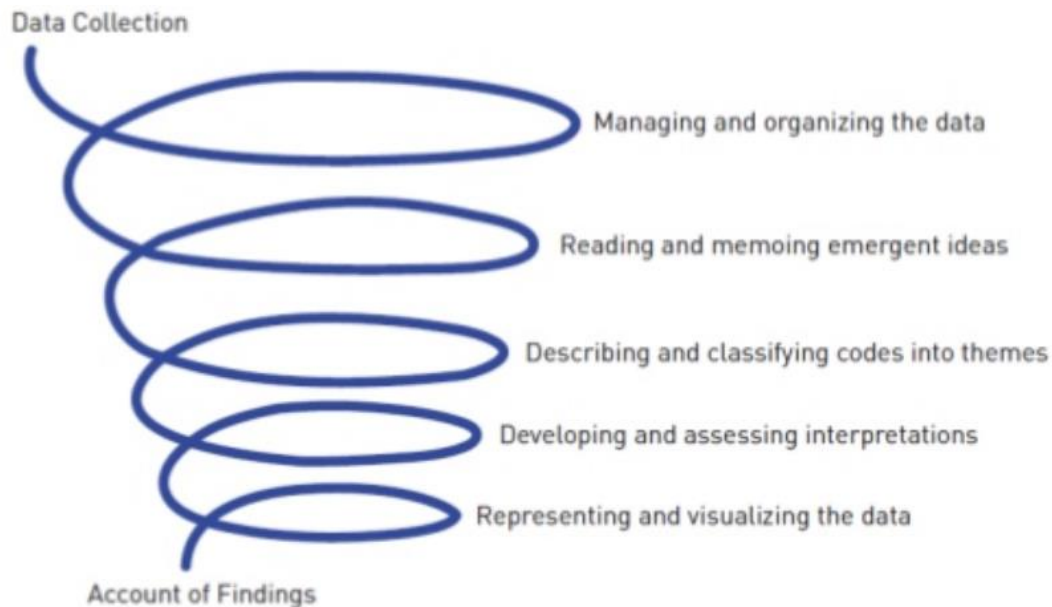 Data Collection
Managing and organizing the data
Reading and memoing emergent ideas
Describing and classifying codes into themes
Developing and assessing interpretations
Representing and visualizing the data
Account of Findings